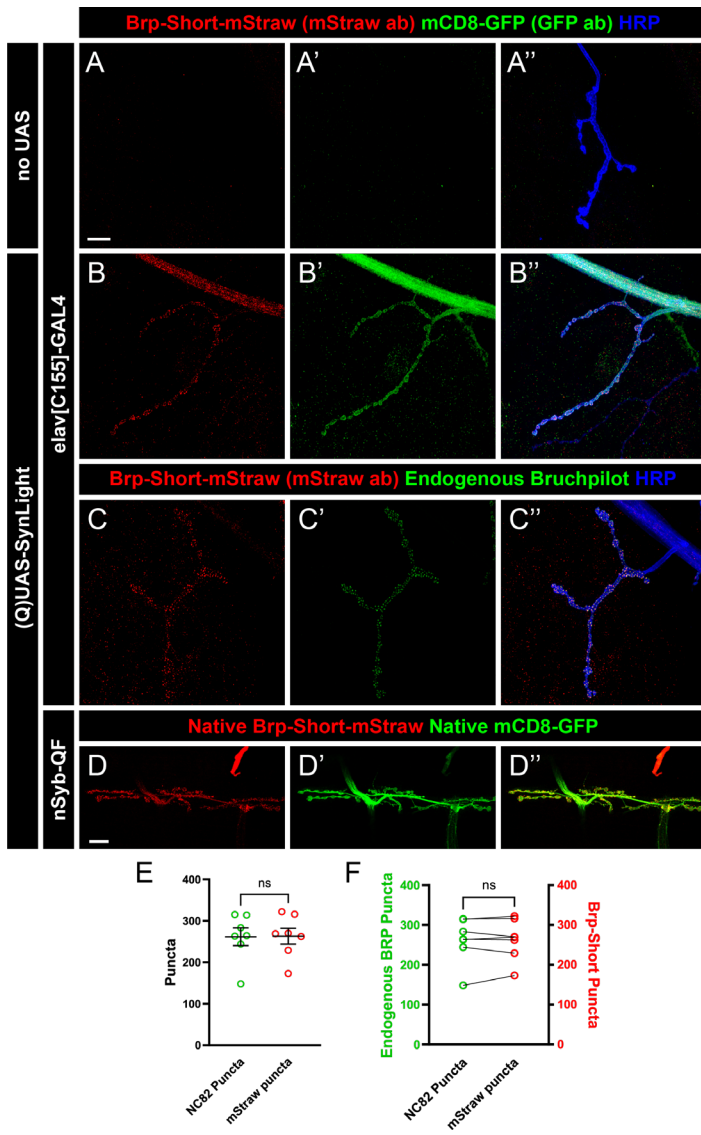 Brp-Short-mStraw (mStraw ab) mCD8-GFP (GFP ab) HRP
no UAS
A
A'
A''
elav[C155]-GAL4
(Q)UAS-SynLight
B
B'
B''
Brp-Short-mStraw (mStraw ab) Endogenous Bruchpilot HRP
C
C'
C''
nSyb-QF
Native Brp-Short-mStraw Native mCD8-GFP
D
D'
D''
E
ns
Puncta
400
300
200
100
0
NC82 Puncta
mStraw puncta
F
ns
Endogenous BRP Puncta
400
300
200
100
0
NC82 Puncta
mStraw puncta
400
300
200
100
0
Brp-Short Puncta